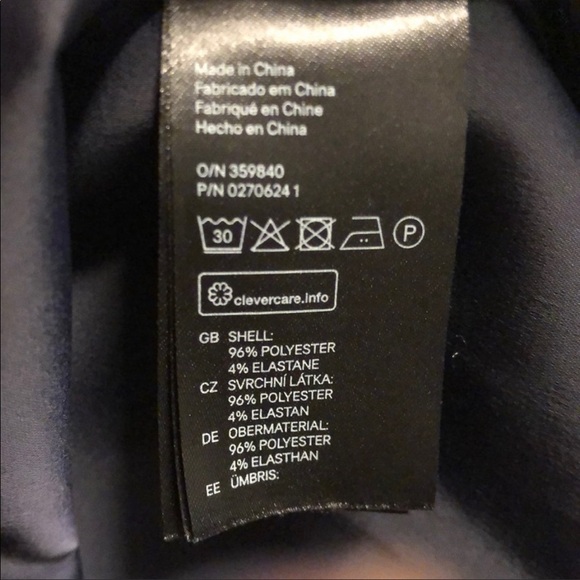 Made in China
Fabricado em China
Fabriqué en Chine
Hecho en China
O/N 359840
P/N 02706241
30 P
clevercare.info
GB SHELL:
96% POLYESTER
4% ELASTANE
CZ SVRCHNÍ LÁTKA:
96% POLYESTER
4% ELASTAN
DE OBERMATERIAL:
96% POLYESTER
4% ELASTHAN
EE ÜMBRIS: